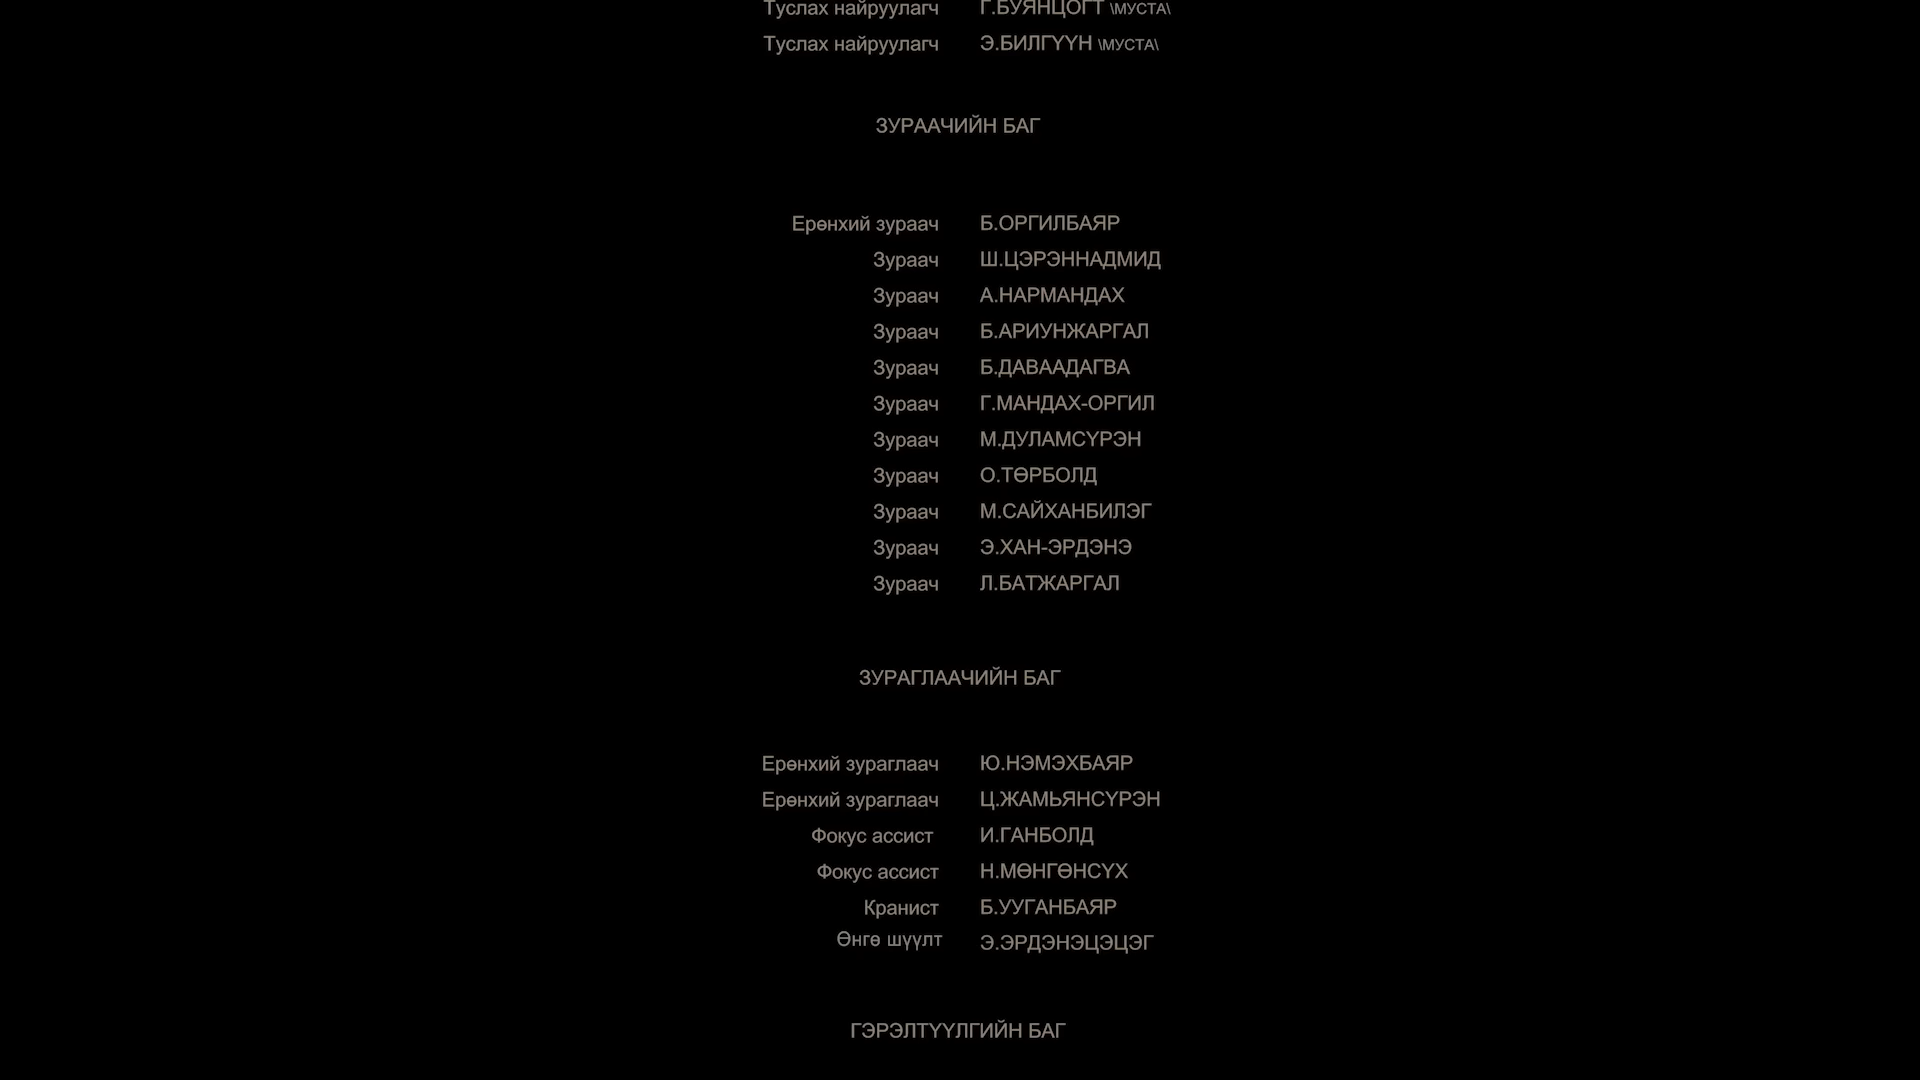 Туслах найруулагч Г.БУЯНЦОГТ \МУСТА\
Туслах найруулагч Э.БИЛГҮҮН \МУСТА\
ЗУРААЧИЙН БАГ
Ерөнхий зураач Б.ОРГИЛБАЯР
Зураач Ш.ЦЭРЭННАДМИД
Зураач А.НАРМАНДАХ
Зураач Б.АРИУНЖАРГАЛ
Зураач Б.ДАВААДАГВА
Зураач Г.МАНДАХ-ОРГИЛ
Зураач М.ДУЛАМСҮРЭН
Зураач О.ТӨРБОЛД
Зураач М.САЙХАНБИЛЭГ
Зураач Э.ХАН-ЭРДЭНЭ
Зураач Л.БАТЖАРГАЛ
ЗУРАГЛААЧИЙН БАГ
Ерөнхий зураглаач Ю.НЭМЭХБАЯР
Ерөнхий зураглаач Ц.ЖАМЬЯНСҮРЭН
Фокус ассист И.ГАНБОЛД
Фокус ассист Н.МӨНГӨНСҮХ
Кранист Б.УУГАНБАЯР
Өнгө шүүлт Э.ЭРДЭНЭЦЭЦЭГ
ГЭРЭЛТҮҮЛГИЙН БАГ